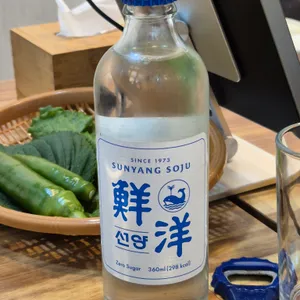 SINCE 1973
SUNYANG SOJU
鮮
선양
洋
Zero Sugar 360ml(298 kcal)